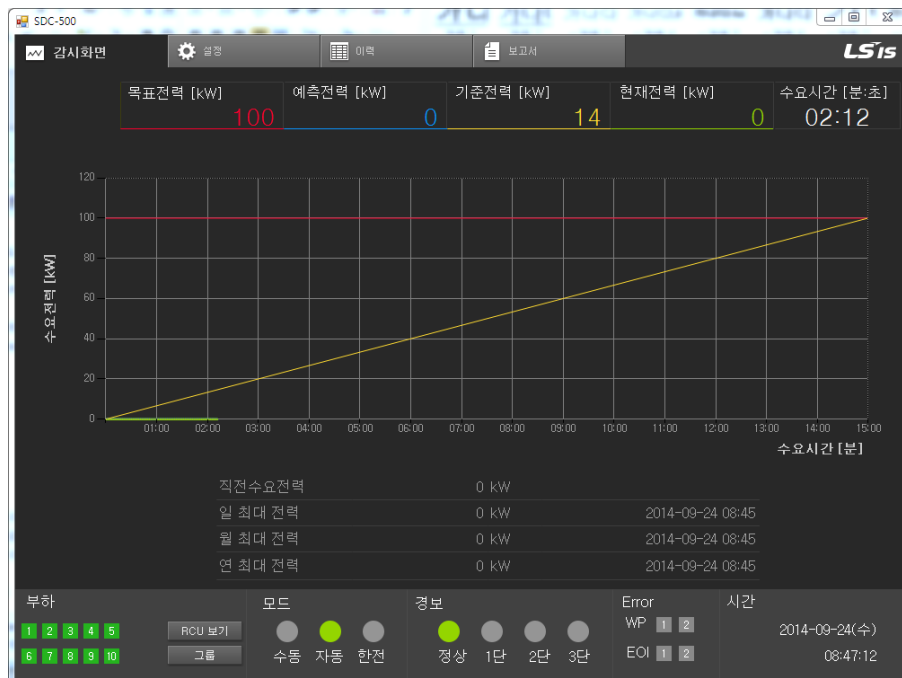 SDC-500
감시화면 설정 이력 보고서 LSIS
목표전력 [kW] 예측전력 [kW] 기준전력 [kW] 현재전력 [kW] 수요시간 [분:초]
100 0 14 0 02:12
120
100
80
60
40
20
0
수요전력 [kW]
01:00 02:00 03:00 04:00 05:00 06:00 07:00 08:00 09:00 10:00 11:00 12:00 13:00 14:00 15:00
수요시간 [분]
직전수요전력 0 kW
일 최대 전력 0 kW 2014-09-24 08:45
월 최대 전력 0 kW 2014-09-24 08:45
연 최대 전력 0 kW 2014-09-24 08:45
부하 모드 경보 Error 시간
1 2 3 4 5 RCU 보기 WP 1 2 2014-09-24(수)
6 7 8 9 10 그룹 수동 자동 한전 정상 1단 2단 3단 EOI 1 2 08:47:12